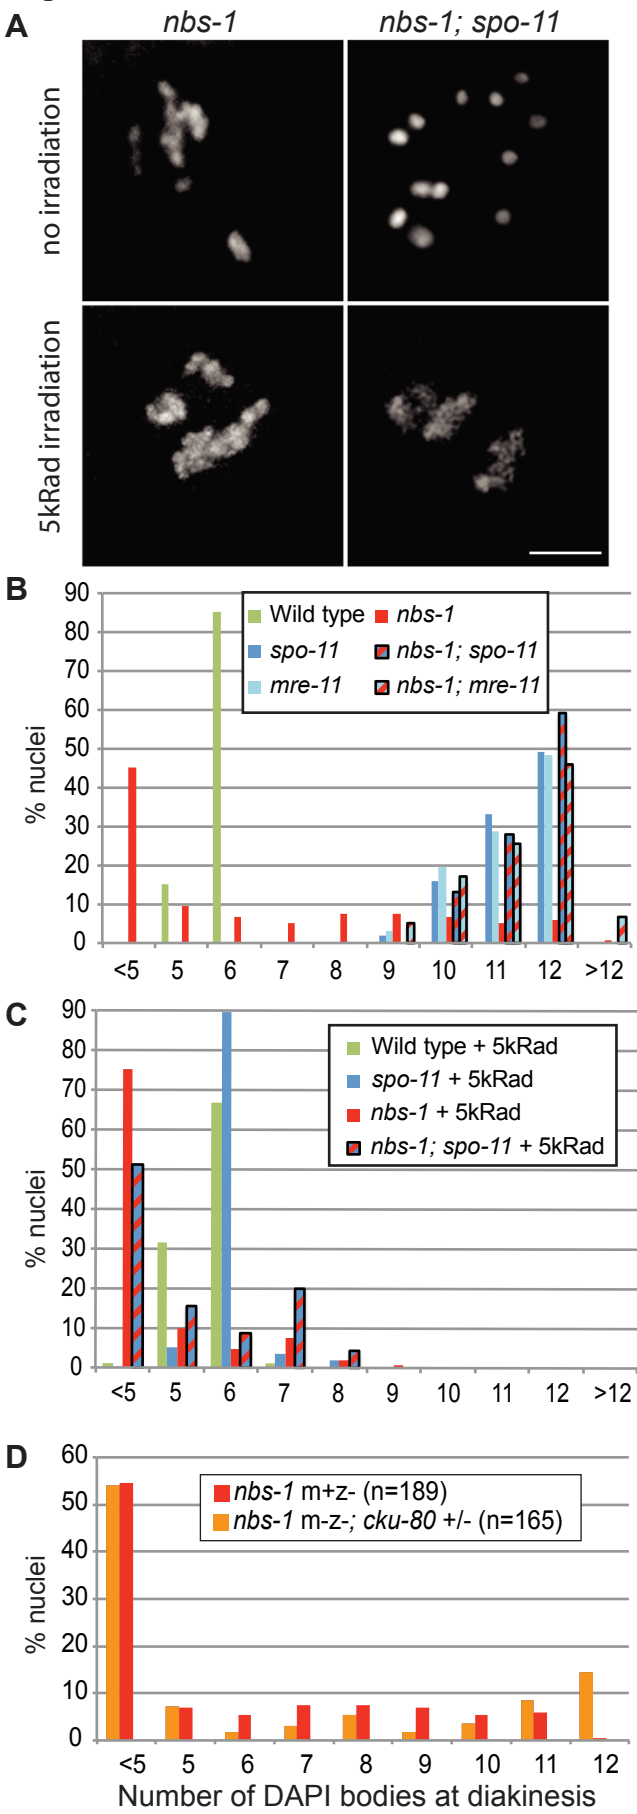 A
nbs-1
nbs-1; spo-11
no irradiation
5kRad irradiation
B
90
80
70
60
50
40
30
20
10
0
% nuclei
Wild type
nbs-1
spo-11
nbs-1; spo-11
mre-11
nbs-1; mre-11
<5 5 6 7 8 9 10 11 12 >12
C
90
80
70
60
50
40
30
20
10
0
% nuclei
Wild type + 5kRad
spo-11 + 5kRad
nbs-1 + 5kRad
nbs-1; spo-11 + 5kRad
<5 5 6 7 8 9 10 11 12 >12
D
60
50
40
30
20
10
0
% nuclei
nbs-1 m+z- (n=189)
nbs-1 m-z-; cku-80 +/- (n=165)
<5 5 6 7 8 9 10 11 12
Number of DAPI bodies at diakinesis